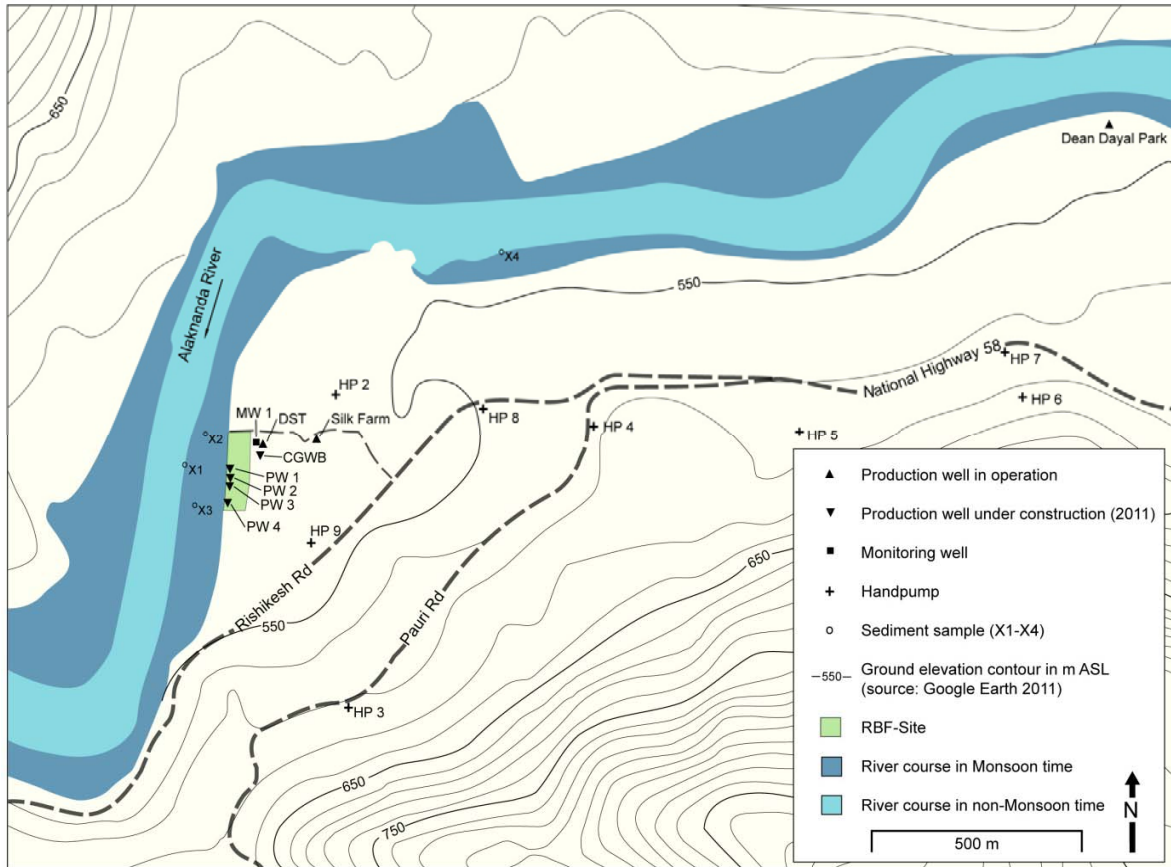 650
Dean Dayal Park
X4
550
Alaknanda River
National Highway 58
HP 7
HP 2
HP 6
HP 8
MW 1
DST
Silk Farm
HP 4
HP 5
X2
CGWB
X1
PW 1
PW 2
PW 3
X3
PW 4
HP 9
Rishikesh Rd
Pauri Rd
550
650
HP 3
650
750
Production well in operation
Production well under construction (2011)
Monitoring well
Handpump
Sediment sample (X1-X4)
550
Ground elevation contour in m ASL
(source: Google Earth 2011)
RBF-Site
River course in Monsoon time
River course in non-Monsoon time
500 m
N